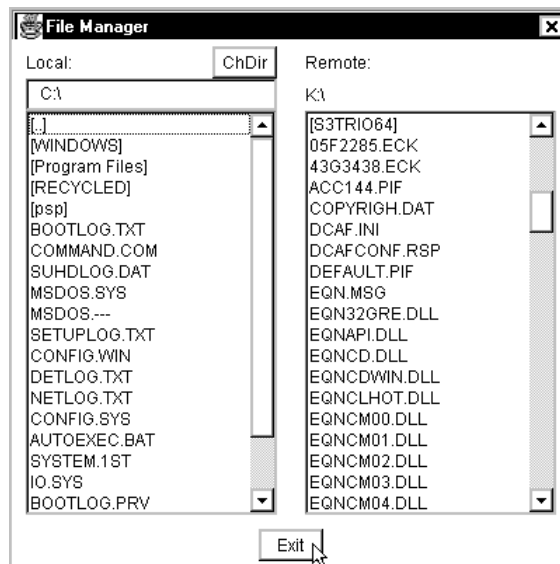 File Manager
Local:
ChDir
C:\
[..]
[WINDOWS]
[Program Files]
[RECYCLED]
[psp]
BOOTLOG.TXT
COMMAND.COM
SUHDLOG.DAT
MSDOS.SYS
MSDOS.---
SETUPLOG.TXT
CONFIG.WIN
DETLOG.TXT
NETLOG.TXT
CONFIG.SYS
AUTOEXEC.BAT
SYSTEM.1ST
IO.SYS
BOOTLOG.PRV
Remote:
K:\
[S3TRIO64]
05F2285.ECK
43G3438.ECK
ACC144.PIF
COPYRIGH.DAT
DCAF.INI
DCAFCONF.RSP
DEFAULT.PIF
EQN.MSG
EQN32GRE.DLL
EQNAPI.DLL
EQNCD.DLL
EQNCDWIN.DLL
EQNCLHOT.DLL
EQNCM00.DLL
EQNCM01.DLL
EQNCM02.DLL
EQNCM03.DLL
EQNCM04.DLL
Exit